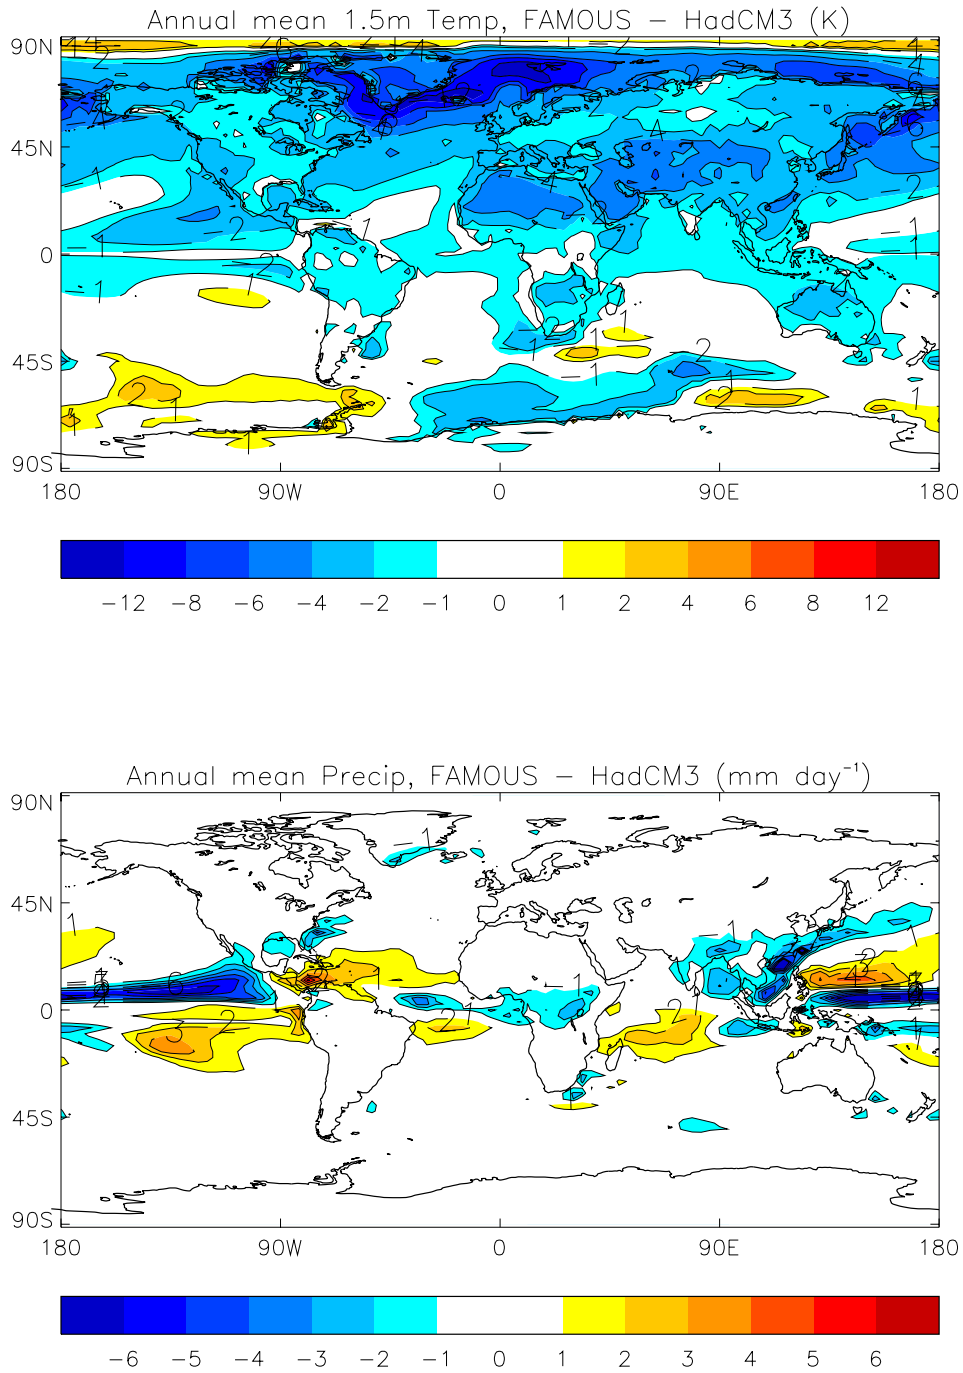 Annual mean 1.5m Temp, FAMOUS − HadCM3 (K)
90N
45N
0
45S
90S
180 90W 0 90E 180
−12 −8 −6 −4 −2 −1 0 1 2 4 6 8 12
Annual mean Precip, FAMOUS − HadCM3 (mm day⁻¹)
90N
45N
0
45S
90S
180 90W 0 90E 180
−6 −5 −4 −3 −2 −1 0 1 2 3 4 5 6